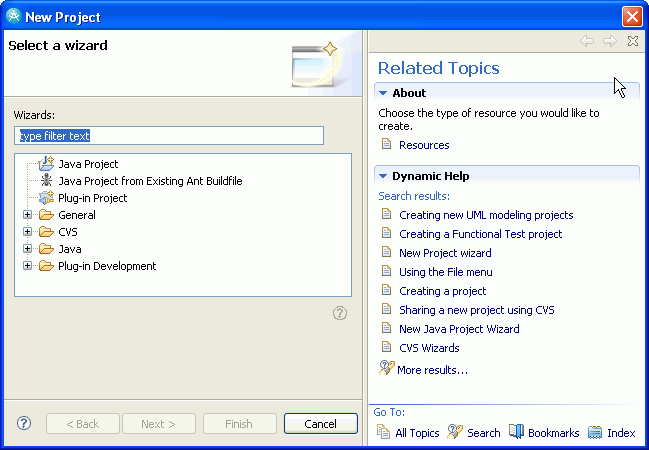 New Project
Select a wizard
Wizards:
type filter text
Java Project
Java Project from Existing Ant Buildfile
Plug-in Project
General
CVS
Java
Plug-in Development
< Back
Next >
Finish
Cancel
Related Topics
About
Choose the type of resource you would like to
create.
Resources
Dynamic Help
Search results:
Creating new UML modeling projects
Creating a Functional Test project
New Project wizard
Using the File menu
Creating a project
Sharing a new project using CVS
New Java Project Wizard
CVS Wizards
More results...
Go To:
All Topics
Search
Bookmarks
Index